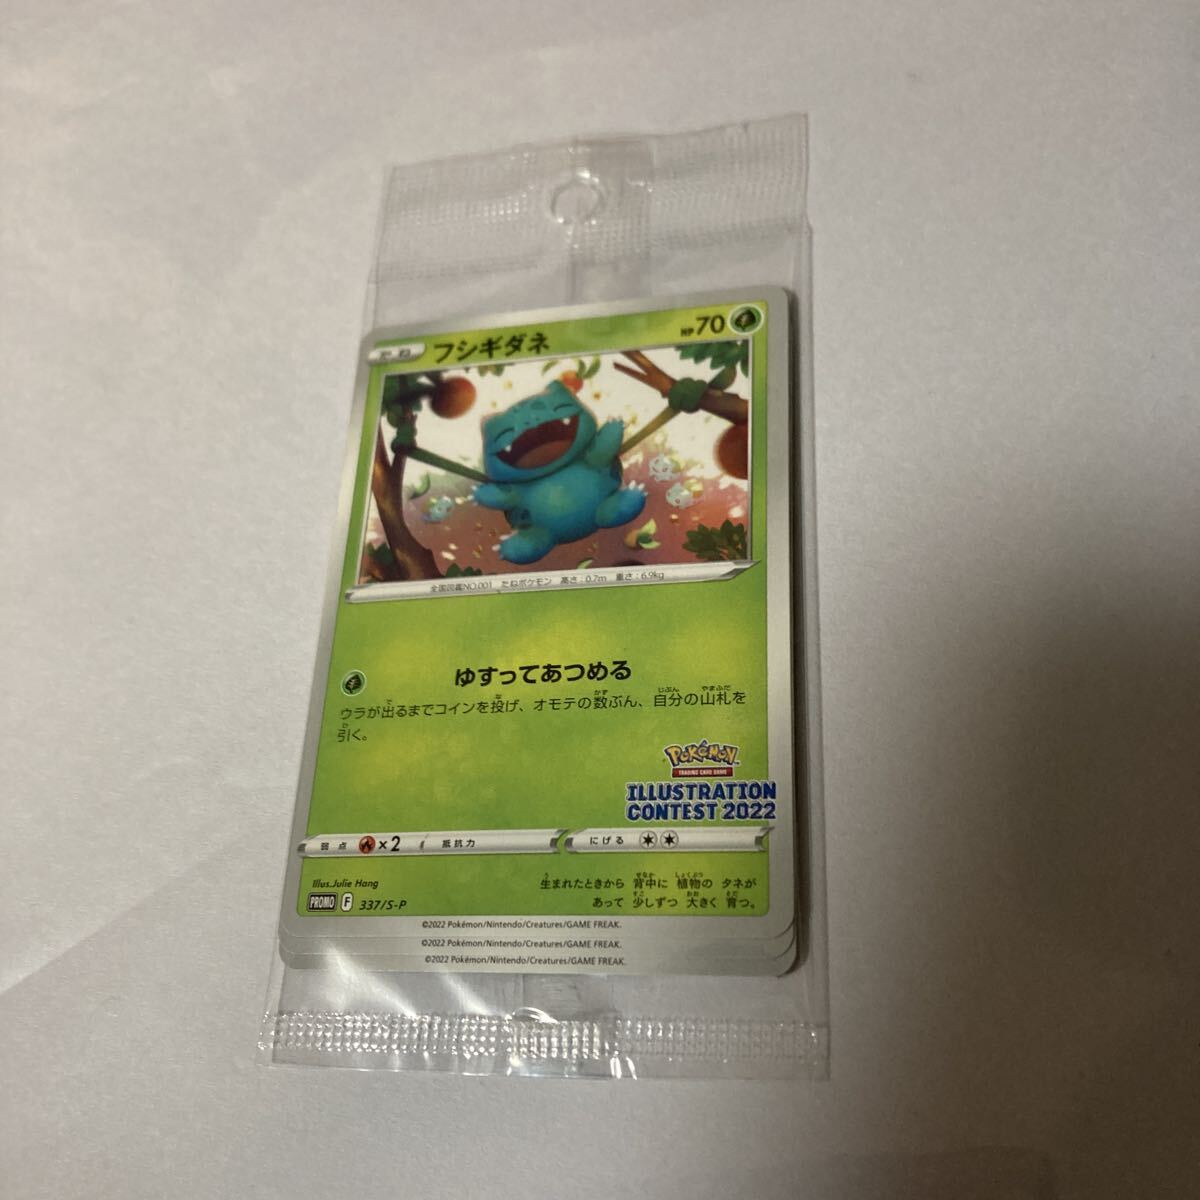 たね フシギダネ HP70
全国図鑑NO.001 たねポケモン 高さ:0.7m 重さ:6.9kg
ゆすってあつめる
ウラが出るまでコインを投げ、オモテの数ぶん、自分の山札を
引く。
Pokémon
TRADING CARD GAME
ILLUSTRATION
CONTEST 2022
弱点 ×2 抵抗力 にげる
Illus.Julie Hang
生まれたときから 背中に 植物の タネが
あって 少しずつ 大きく 育つ。
PROMO F 337/S-P
©2022 Pokémon/Nintendo/Creatures/GAME FREAK.
©2022 Pokémon/Nintendo/Creatures/GAME FREAK.
©2022 Pokémon/Nintendo/Creatures/GAME FREAK.